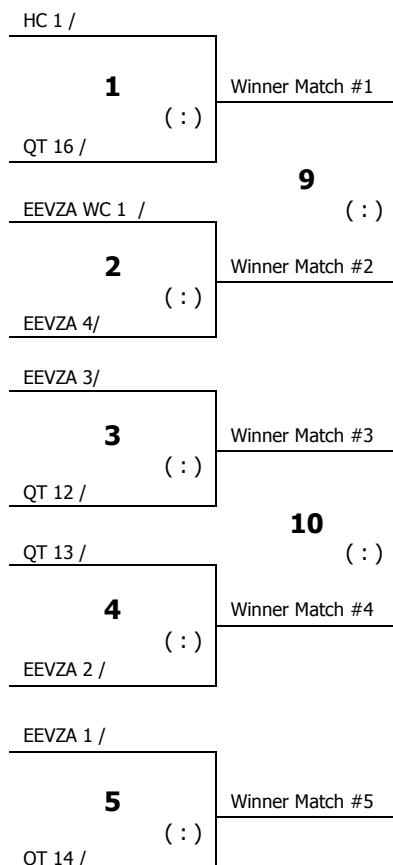 HC 1 /
1
Winner Match #1
( : )
QT 16 /
9
EEVZA WC 1 /
( : )
2
Winner Match #2
( : )
EEVZA 4/
EEVZA 3/
3
Winner Match #3
( : )
QT 12 /
10
QT 13 /
( : )
4
Winner Match #4
( : )
EEVZA 2 /
EEVZA 1 /
5
Winner Match #5
( : )
QT 14 /